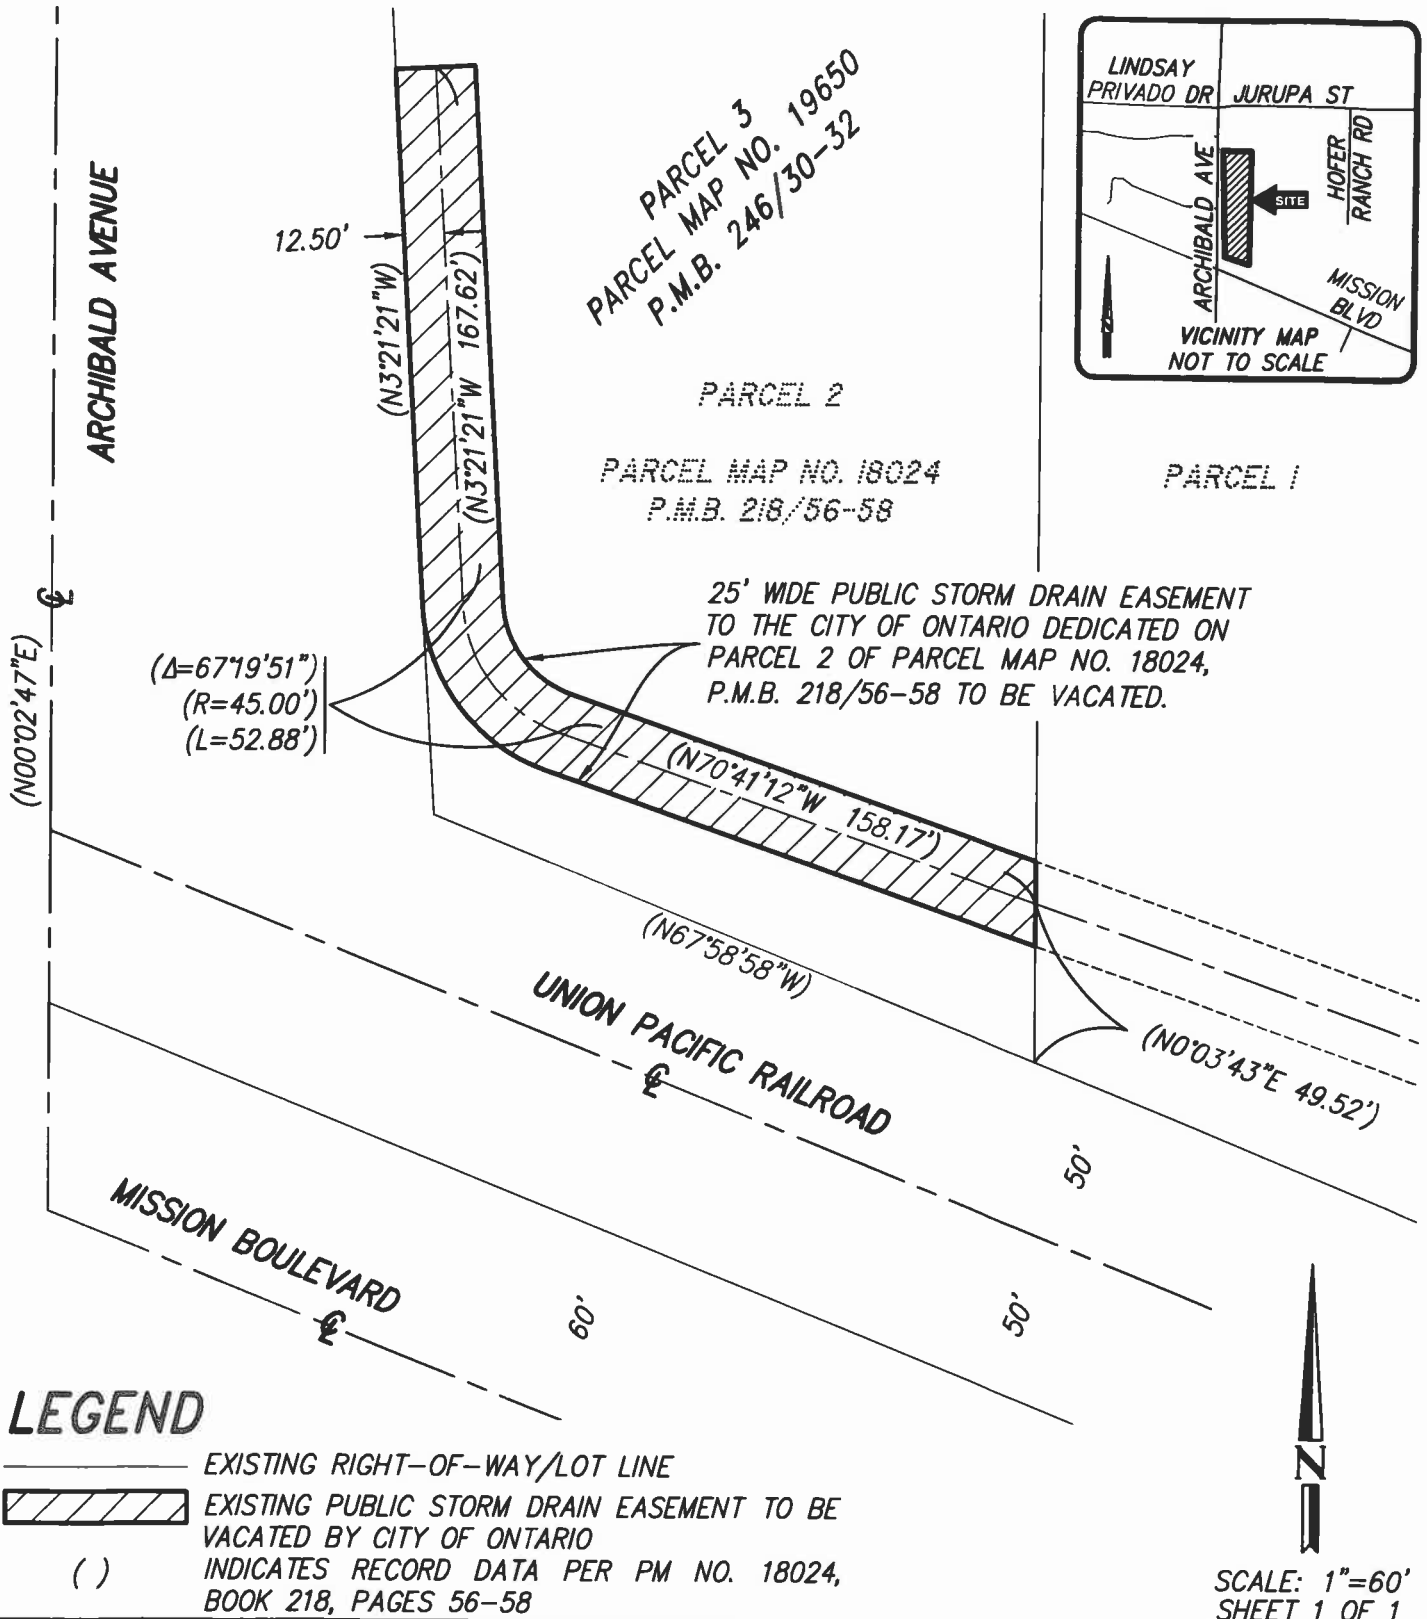 LINDSAY
PRIVADO DR
JURUPA ST
HOFER
RANCH RD
ARCHIBALD AVE
SITE
MISSION
BLVD
N
VICINITY MAP
NOT TO SCALE
PARCEL 3
PARCEL MAP NO. 19650
P.M.B. 246/30-32
ARCHIBALD AVENUE
12.50'
(N3°21'21"W)
(N3°21'21"W 167.62')
PARCEL 2
PARCEL MAP NO. 18024
P.M.B. 218/56-58
PARCEL 1
25' WIDE PUBLIC STORM DRAIN EASEMENT
TO THE CITY OF ONTARIO DEDICATED ON
PARCEL 2 OF PARCEL MAP NO. 18024,
P.M.B. 218/56-58 TO BE VACATED.
℄
(N00°02'47"E)
(Δ=67°19'51")
(R=45.00')
(L=52.88')
(N70°41'12"W 158.17')
(N67°58'58"W)
UNION PACIFIC RAILROAD
℄
(N0°03'43"E 49.52')
50'
50'
60'
MISSION BOULEVARD
℄
LEGEND
EXISTING RIGHT-OF-WAY/LOT LINE
EXISTING PUBLIC STORM DRAIN EASEMENT TO BE
VACATED BY CITY OF ONTARIO
( ) INDICATES RECORD DATA PER PM NO. 18024,
BOOK 218, PAGES 56-58
N
SCALE: 1"=60'
SHEET 1 OF 1